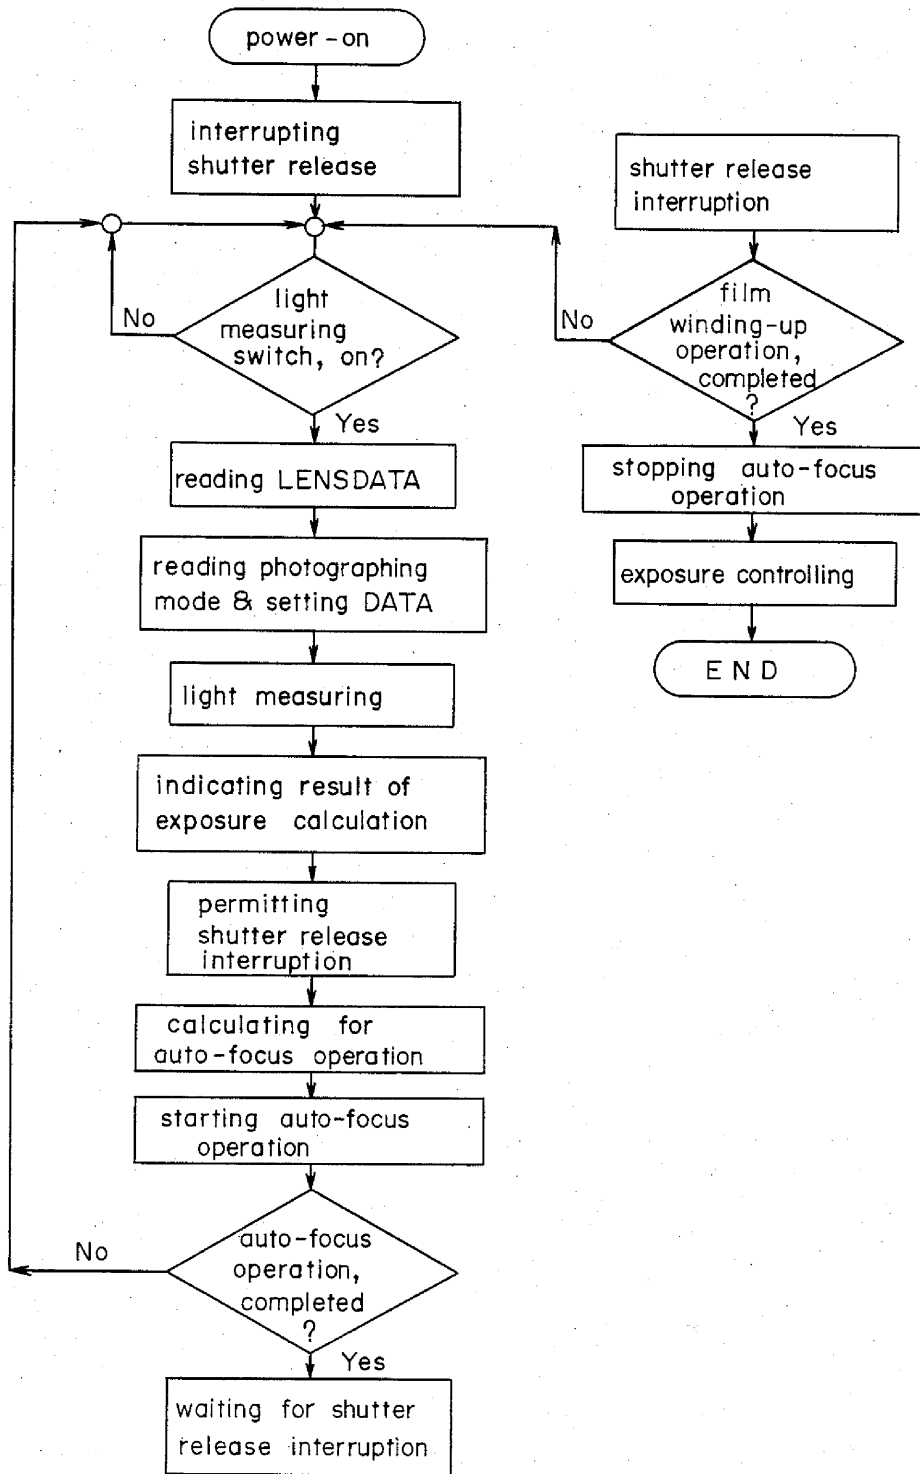 power-on
interrupting
shutter release
light
measuring
switch, on?
No
Yes
reading LENSDATA
reading photographing
mode & setting DATA
light measuring
indicating result of
exposure calculation
permitting
shutter release
interruption
calculating for
auto-focus operation
starting auto-focus
operation
auto-focus
operation,
completed
?
No
Yes
waiting for shutter
release interruption
shutter release
interruption
film
winding-up
operation,
completed
?
No
Yes
stopping auto-focus
operation
exposure controlling
END